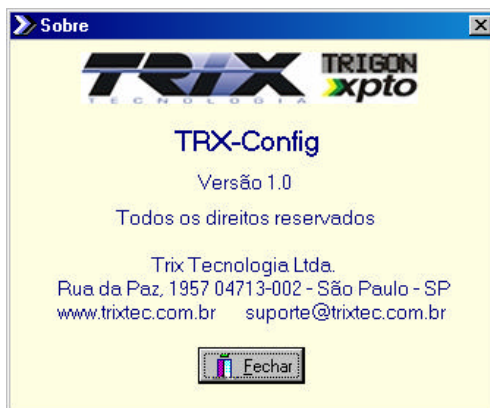 Sobre
TRIX TRIGON
TECNOLOGIA xpto
TRX-Config
Versão 1.0
Todos os direitos reservados
Trix Tecnologia Ltda.
Rua da Paz, 1957 04713-002 - São Paulo - SP
www.trixtec.com.br suporte@trixtec.com.br
Fechar